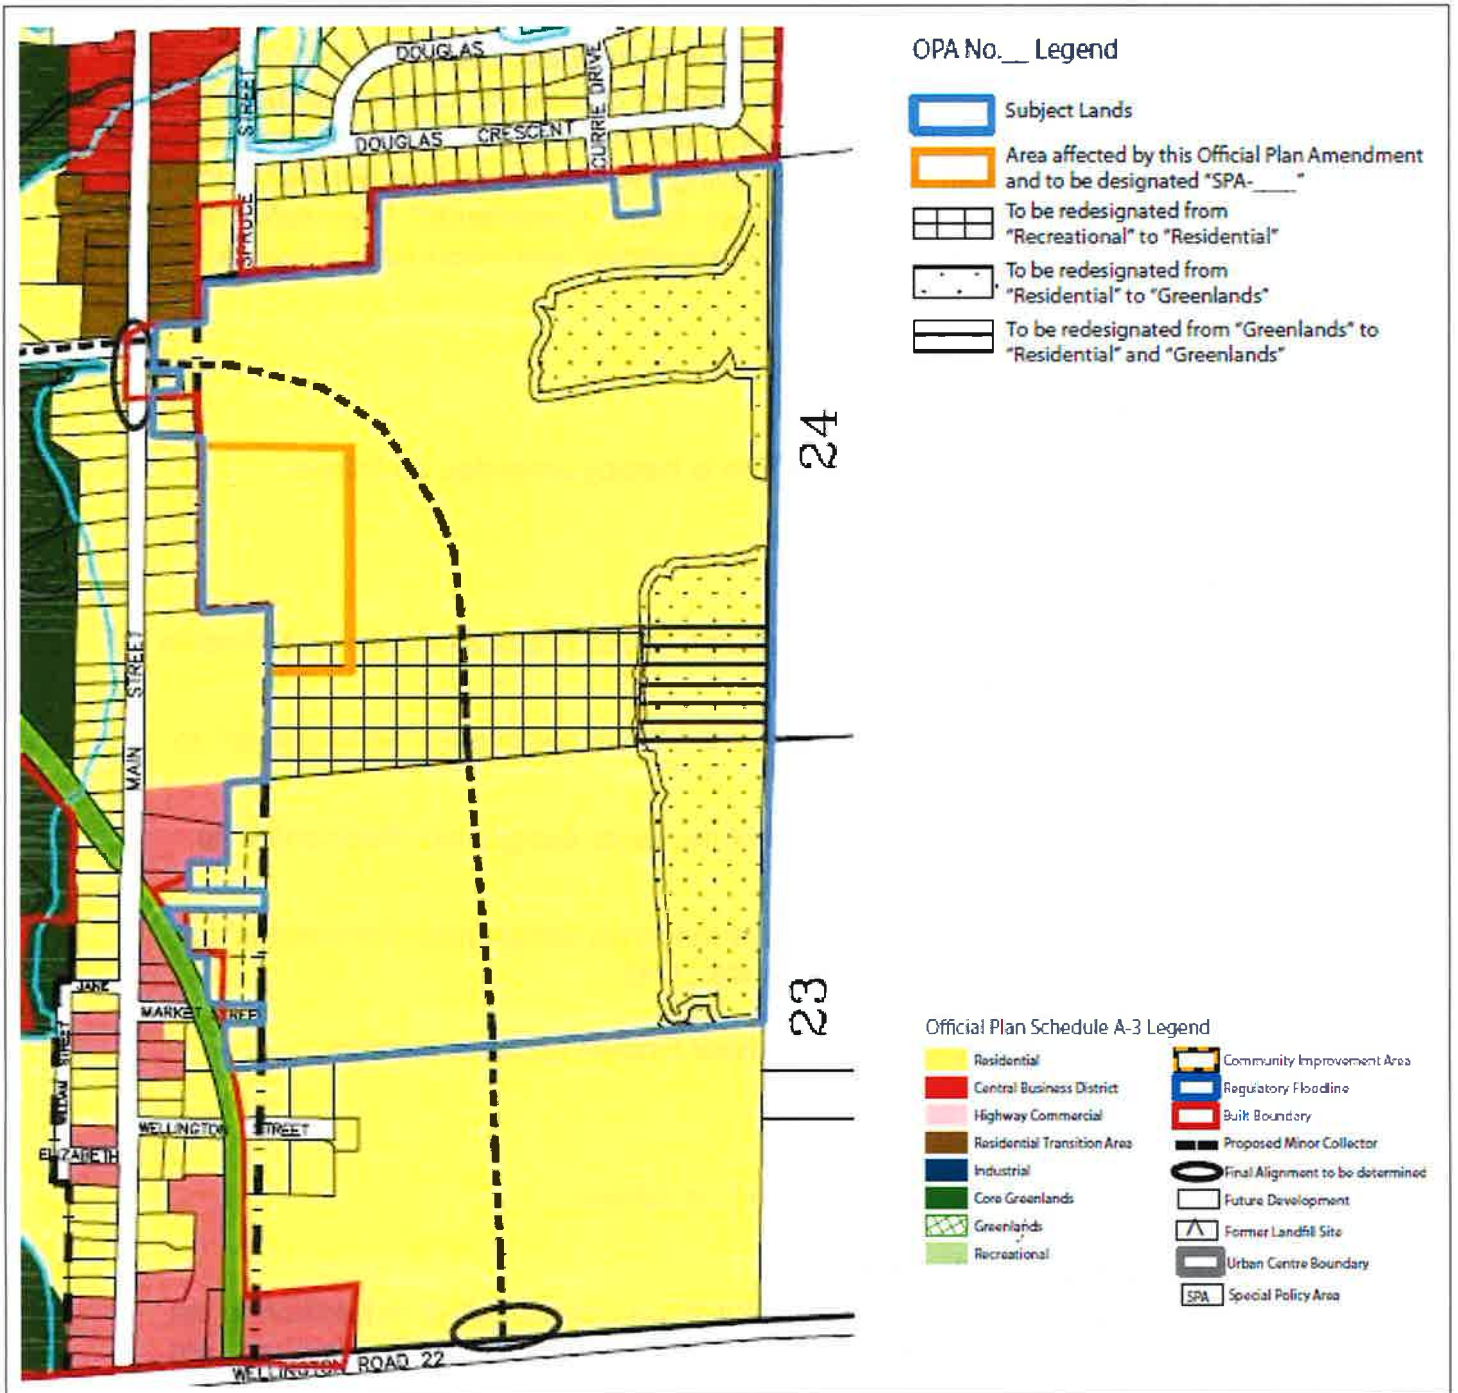 DOUGLAS
STREET
CURRIE DRIVE
DOUGLAS CRESCENT
SPRUCE
24
MAIN STREET
23
JANE
MARKET STREE
WILLIAM STREET
WELLINGTON STREET
ELIZABETH
WELLINGTON ROAD 22
OPA No.__ Legend
Subject Lands
Area affected by this Official Plan Amendment
and to be designated "SPA-____"
To be redesignated from
"Recreational" to "Residential"
To be redesignated from
"Residential" to "Greenlands"
To be redesignated from "Greenlands" to
"Residential" and "Greenlands"
Official Plan Schedule A-3 Legend
Residential
Central Business District
Highway Commercial
Residential Transition Area
Industrial
Core Greenlands
Greenlands
Recreational
Community Improvement Area
Regulatory Floodline
Built Boundary
Proposed Minor Collector
Final Alignment to be determined
Future Development
Former Landfill Site
Urban Centre Boundary
SPA Special Policy Area